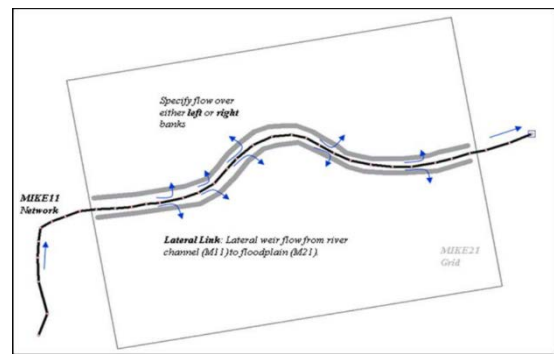 Specify flow over
either left or right
banks
MIKE11
Network
Lateral Link: Lateral weir flow from river
channel (M11)to floodplain (M21).
MIKE21
Grid